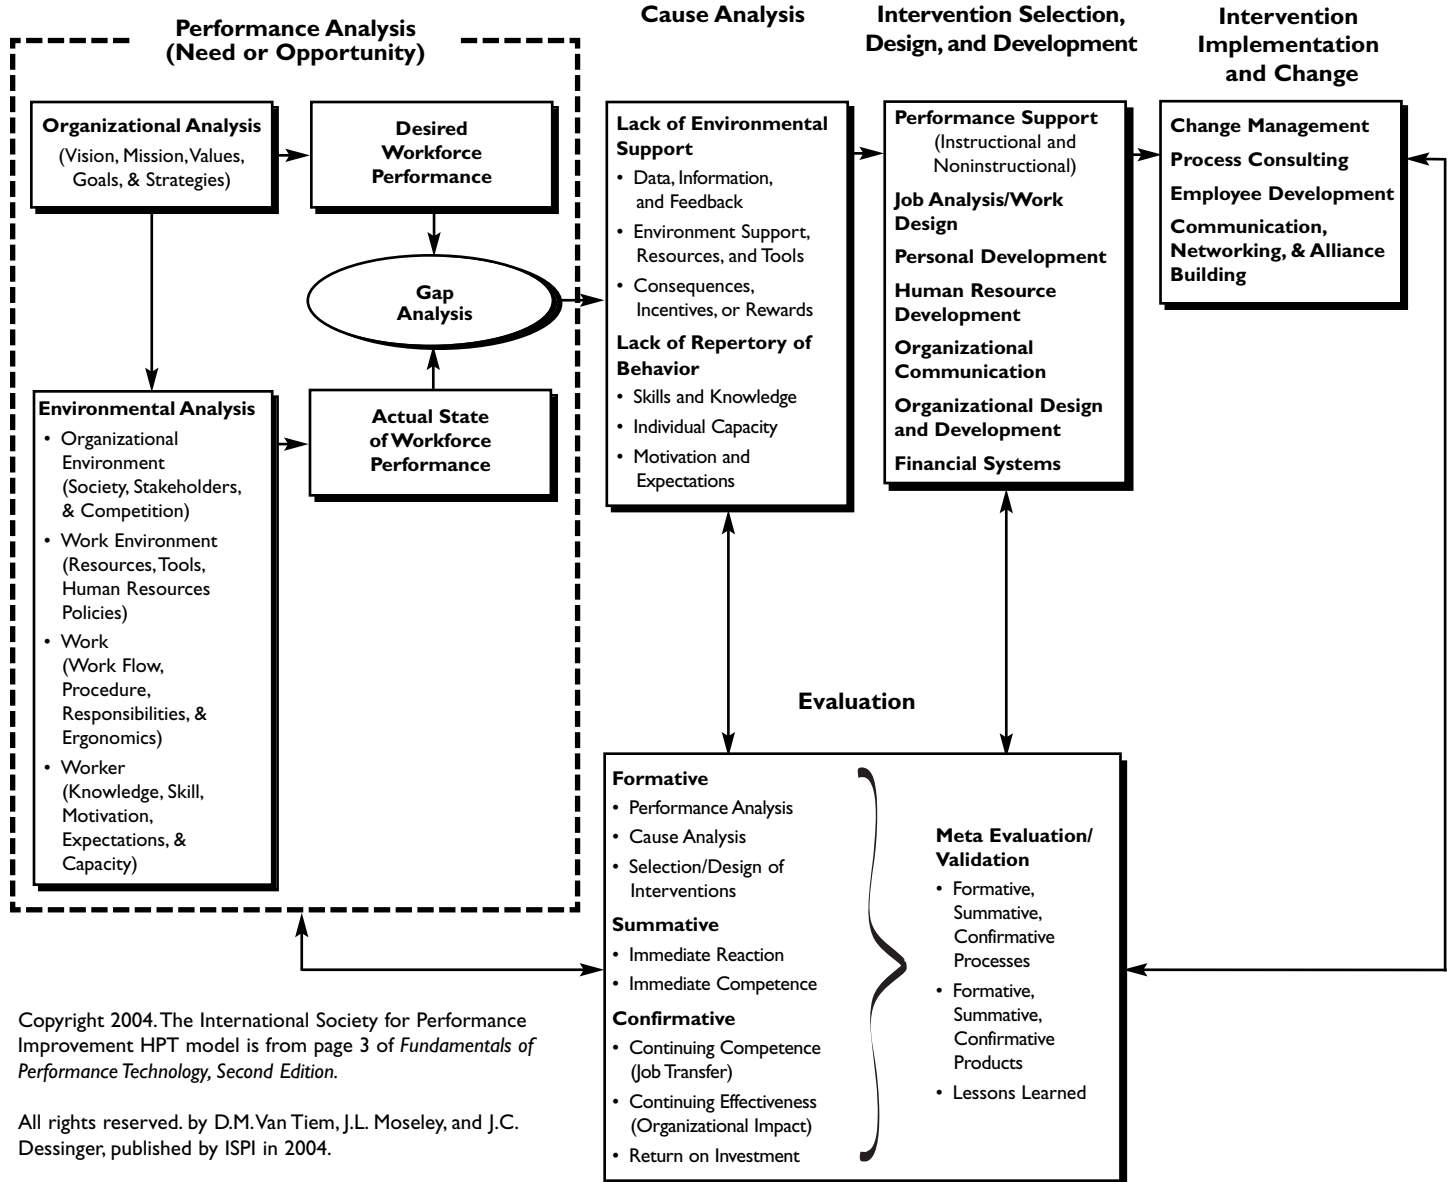 Performance Analysis
(Need or Opportunity)
Organizational Analysis
(Vision, Mission, Values,
Goals, & Strategies)
Desired
Workforce
Performance
Gap
Analysis
Environmental Analysis
• Organizational
Environment
(Society, Stakeholders,
& Competition)
• Work Environment
(Resources, Tools,
Human Resources
Policies)
• Work
(Work Flow,
Procedure,
Responsibilities, &
Ergonomics)
• Worker
(Knowledge, Skill,
Motivation,
Expectations, &
Capacity)
Actual State
of Workforce
Performance
Cause Analysis
Lack of Environmental
Support
• Data, Information,
and Feedback
• Environment Support,
Resources, and Tools
• Consequences,
Incentives, or Rewards
Lack of Repertory of
Behavior
• Skills and Knowledge
• Individual Capacity
• Motivation and
Expectations
Intervention Selection,
Design, and Development
Performance Support
(Instructional and
Noninstructional)
Job Analysis/Work
Design
Personal Development
Human Resource
Development
Organizational
Communication
Organizational Design
and Development
Financial Systems
Intervention
Implementation
and Change
Change Management
Process Consulting
Employee Development
Communication,
Networking, & Alliance
Building
Evaluation
Formative
• Performance Analysis
• Cause Analysis
• Selection/Design of
Interventions
Summative
• Immediate Reaction
• Immediate Competence
Confirmative
• Continuing Competence
(Job Transfer)
• Continuing Effectiveness
(Organizational Impact)
• Return on Investment
Meta Evaluation/
Validation
• Formative,
Summative,
Confirmative
Processes
• Formative,
Summative,
Confirmative
Products
• Lessons Learned
Copyright 2004. The International Society for Performance
Improvement HPT model is from page 3 of Fundamentals of
Performance Technology, Second Edition.
All rights reserved. by D.M. Van Tiem, J.L. Moseley, and J.C.
Dessinger, published by ISPI in 2004.